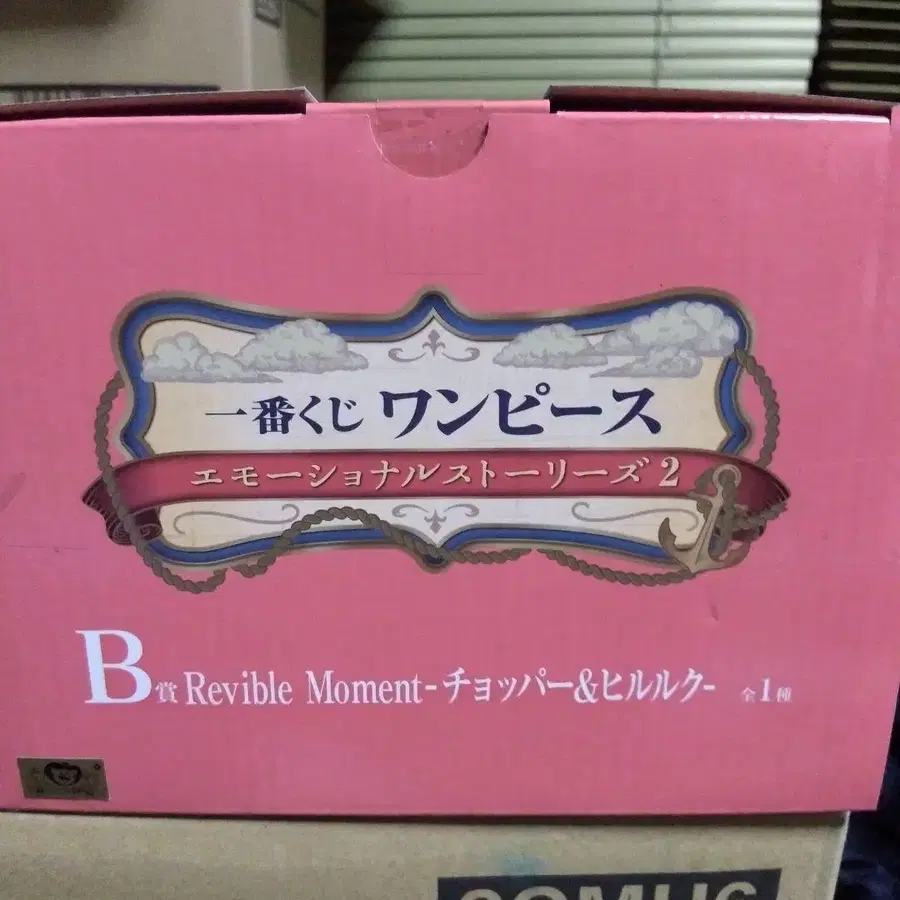 一番くじ ワンピース
エモーショナルストーリーズ2
B賞 Revible Moment-チョッパー&ヒルルク- 全1種